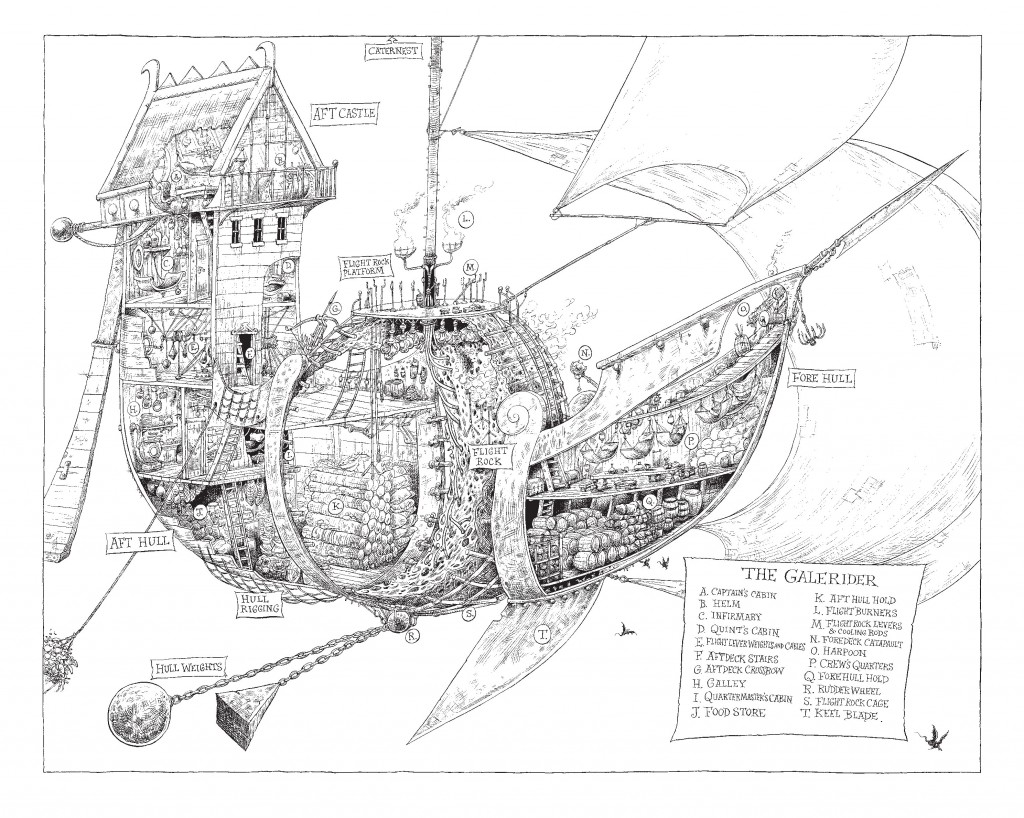 CATERNEST
AFT CASTLE
A
B
L
C
FLIGHT ROCK
PLATFORM
M
D
G
O
E
F
N
FORE HULL
H
P
FLIGHT
ROCK
I
K
Q
J
AFT HULL
HULL
RIGGING
S
R
T.
HULL WEIGHTS
THE GALERIDER
A. CAPTAIN'S CABIN
B. HELM
C. INFIRMARY
D. QUINT'S CABIN
E. FLIGHT LEVER WEIGHTS AND CABLES
F. AFTDECK STAIRS
G. AFTDECK CROSSBOW
H. GALLEY
I. QUARTERMASTER'S CABIN
J. FOOD STORE
K. AFT HULL HOLD
L. FLIGHT BURNERS
M. FLIGHT ROCK LEVERS
& COOLING RODS
N. FOREDECK CATAPULT
O. HARPOON
P. CREW'S QUARTERS
Q. FORE HULL HOLD
R. RUDDER WHEEL
S. FLIGHT ROCK CAGE
T. KEEL BLADE.